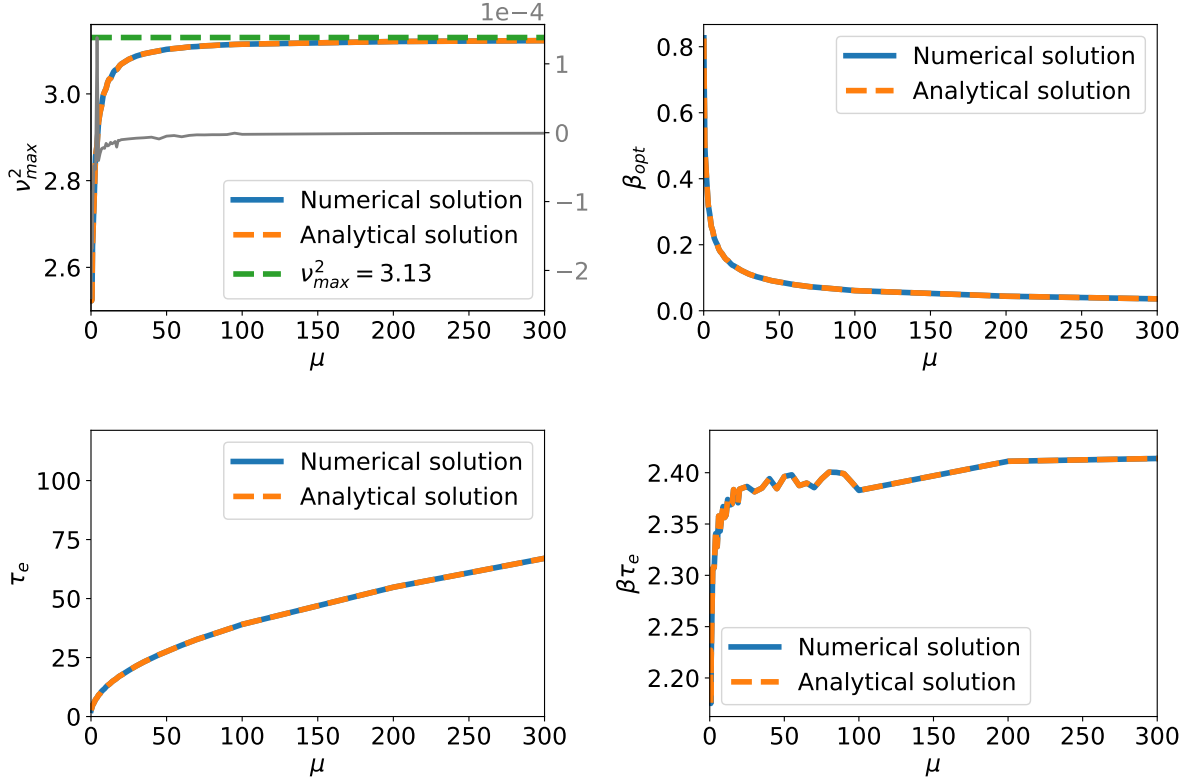 1e−4
3.0
2.8
2.6
ν²max
1
0
−1
−2
Numerical solution
Analytical solution
ν²max = 3.13
0 50 100 150 200 250 300
μ
0.8
0.6
0.4
0.2
0.0
βopt
Numerical solution
Analytical solution
0 50 100 150 200 250 300
μ
100
75
50
25
0
τe
Numerical solution
Analytical solution
0 50 100 150 200 250 300
μ
2.40
2.35
2.30
2.25
2.20
βτe
Numerical solution
Analytical solution
0 50 100 150 200 250 300
μ